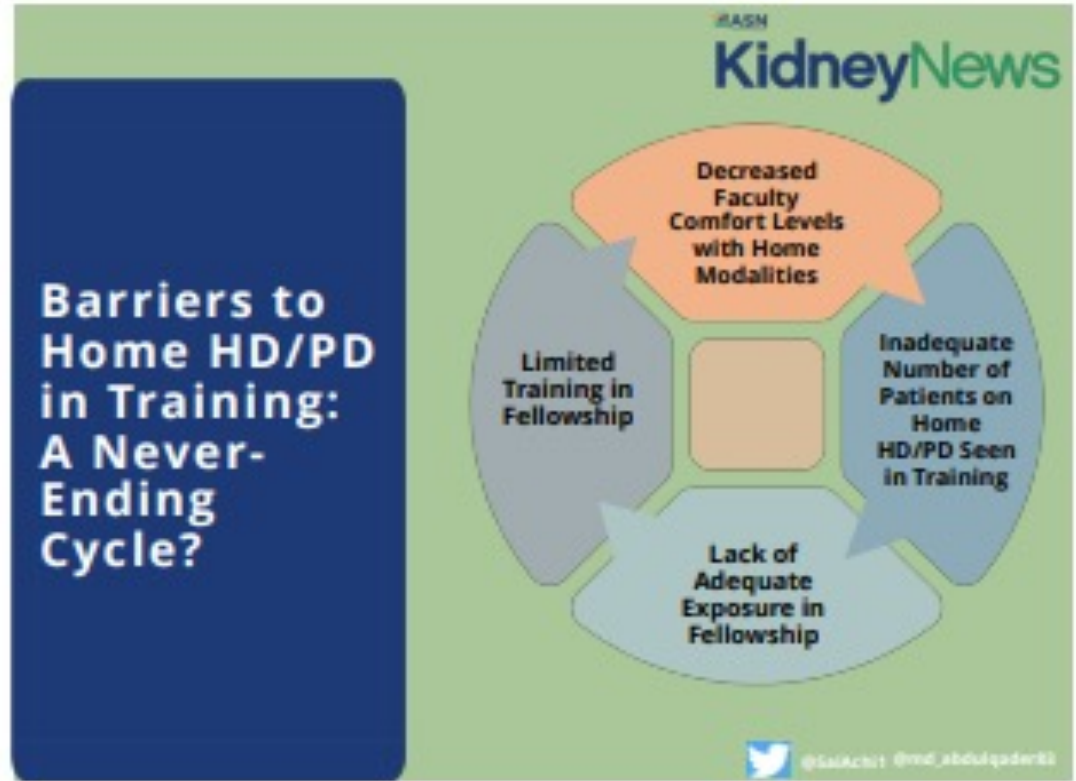 ASN
KidneyNews
Barriers to
Home HD/PD
in Training:
A Never-
Ending
Cycle?
Decreased
Faculty
Comfort Levels
with Home
Modalities
Inadequate
Number of
Patients on
Home
HD/PD Seen
in Training
Lack of
Adequate
Exposure in
Fellowship
Limited
Training in
Fellowship
@SaiAchit @md_abdulqader83